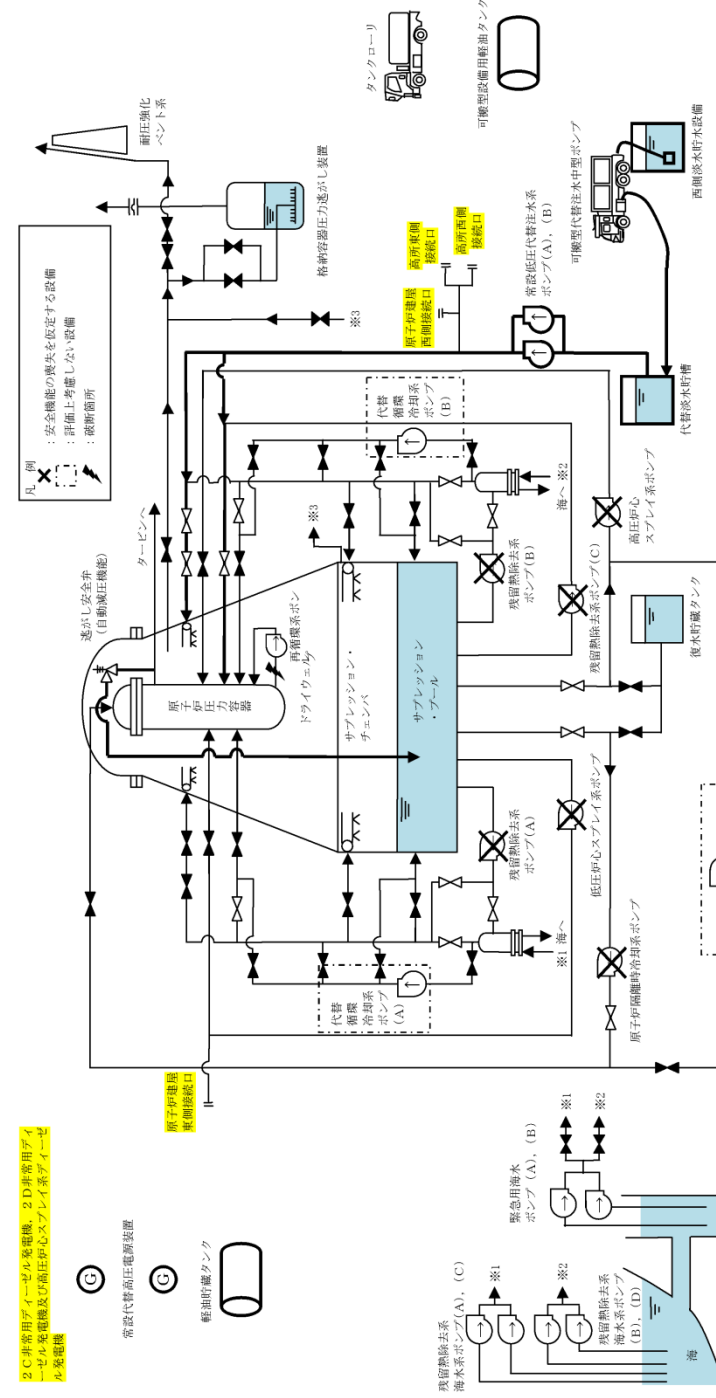 2C非常用ディーゼル発電機，2D非常用ディ
ーゼル発電機及び高圧炉心スプレイ系ディーゼ
ル発電機
G
常設代替高圧電源装置
G
軽油貯蔵タンク
凡 例
：安全機能の喪失を仮定する設備
：評価上考慮しない設備
：破断箇所
逃がし安全弁
(自動減圧機能)
タービンへ
耐圧強化
ベント系
格納容器圧力逃がし装置
※3
原子炉建屋
東側接続口
原子炉
圧力
容器
再循環系ポン
プ
ドライウェル
サプレッション・
チェンバ
サプレッション
・プール
※3
代替
循環
冷却系
ポンプ
(A)
代替
循環
冷却系
ポンプ
(B)
原子炉建屋
西側接続口
高所東側
接続口
高所西側
接続口
常設低圧代替注水系
ポンプ(A)，(B)
タンクローリ
可搬型設備用軽油タンク
可搬型代替注水中型ポンプ
西側淡水貯水設備
代替淡水貯槽
※1
海へ
残留熱除去系
ポンプ(A)
残留熱除去系
ポンプ(B)
海へ
※2
低圧炉心スプレイ系ポンプ
残留熱除去系ポンプ(C)
高圧炉心
スプレイ系ポンプ
原子炉隔離時冷却系ポンプ
復水貯蔵タンク
残留熱除去系
海水系ポンプ(A)，(C)
※1
※2
残留熱除去系
海水系ポンプ
(B)，(D)
緊急用海水
ポンプ(A)，(B)
※1
※2
海